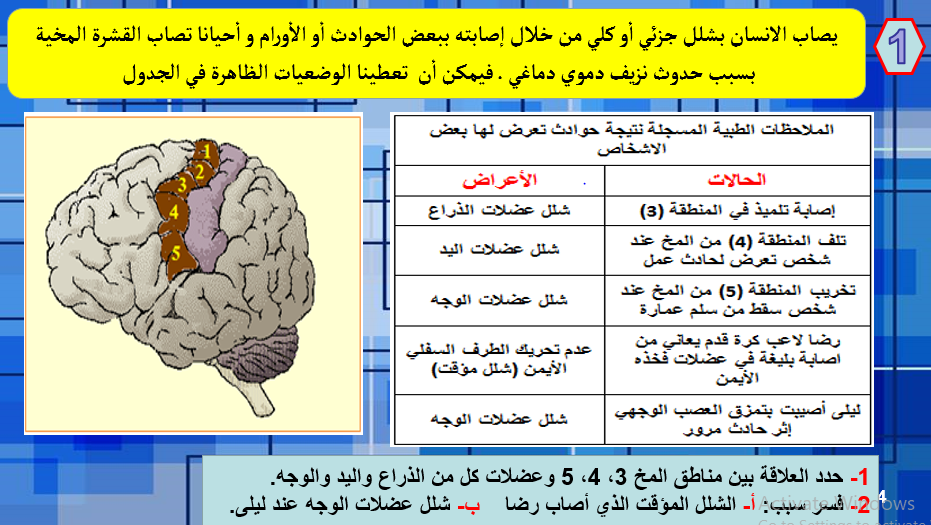 1
يصاب الانسان بشلل جزئي أو كلي من خلال إصابته ببعض الحوادث أو الأورام و أحيانا تصاب القشرة المخية
بسبب حدوث نزيف دموي دماغي . فيمكن أن تعطينا الوضعيات الظاهرة في الجدول
الملاحظات الطبية المسجلة نتيجة حوادث تعرض لها بعض
الاشخاص
الحالات
الأعراض
إصابة تلميذ في المنطقة (3)
شلل عضلات الذراع
تلف المنطقة (4) من المخ عند
شخص تعرض لحادث عمل
شلل عضلات اليد
تخريب المنطقة (5) من المخ عند
شخص سقط من سلم عمارة
شلل عضلات الوجه
رضا لاعب كرة قدم يعاني من
اصابة بليغة في عضلات فخذه
الأيمن
عدم تحريك الطرف السفلي
الأيمن (شلل مؤقت)
ليلى أصيبت بتمزق العصب الوجهي
إثر حادث مرور
شلل عضلات الوجه
1
2
3
4
5
1- حدد العلاقة بين مناطق المخ 3، 4، 5 وعضلات كل من الذراع واليد والوجه.
2- فسر سبب: أ- الشلل المؤقت الذي أصاب رضا ب- شلل عضلات الوجه عند ليلى.
4
Activate Windows
Go to Settings to activate